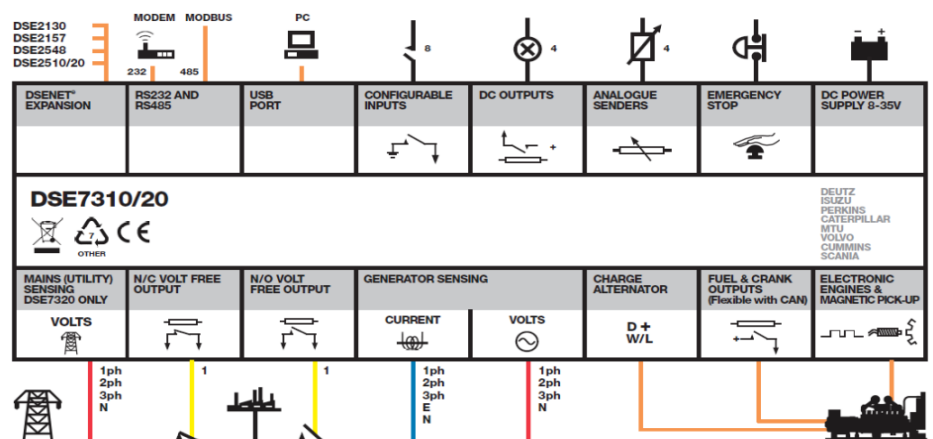 DSE2130
DSE2157
DSE2548
DSE2510/20
MODEM
MODBUS
PC
232
485
8
4
4
- +
DSENET®
EXPANSION
RS232 AND
RS485
USB
PORT
CONFIGURABLE
INPUTS
DC OUTPUTS
ANALOGUE
SENDERS
EMERGENCY
STOP
DC POWER
SUPPLY 8-35V
+
DSE7310/20
7
OTHER
CE
DEUTZ
ISUZU
PERKINS
CATERPILLAR
MTU
VOLVO
CUMMINS
SCANIA
MAINS (UTILITY)
SENSING
DSE7320 ONLY
VOLTS
N/C VOLT FREE
OUTPUT
N/O VOLT
FREE OUTPUT
GENERATOR SENSING
CURRENT
VOLTS
CHARGE
ALTERNATOR
D +
W/L
FUEL & CRANK
OUTPUTS
(Flexible with CAN)
+
ELECTRONIC
ENGINES &
MAGNETIC PICK-UP
1ph
2ph
3ph
N
1
1
1ph
2ph
3ph
E
N
1ph
2ph
3ph
N